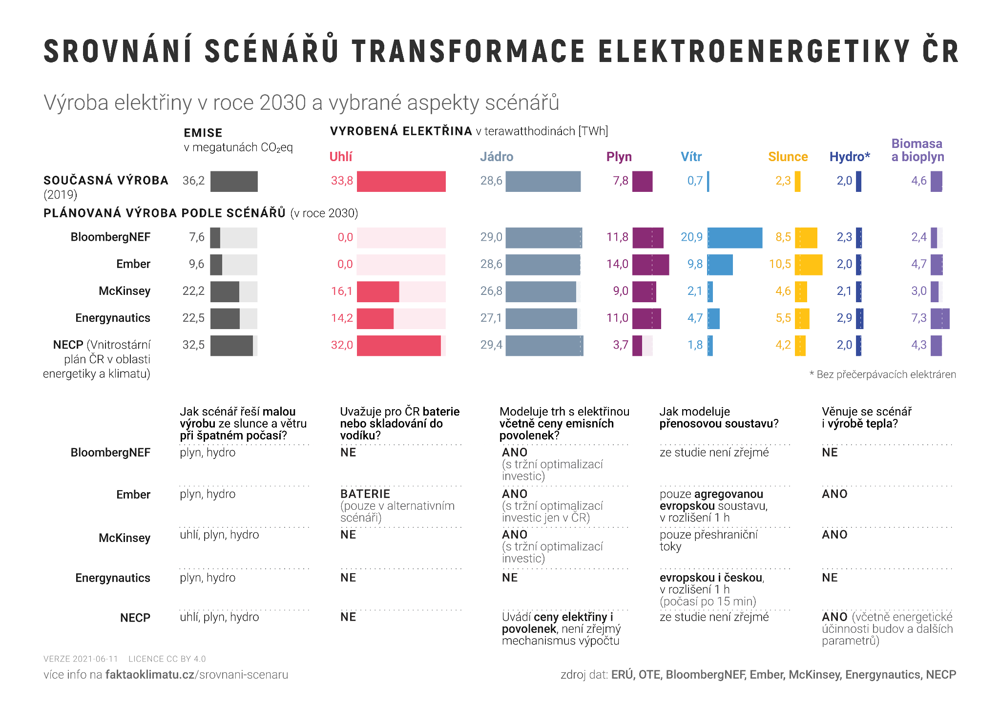 SROVNÁNÍ SCÉNÁŘŮ TRANSFORMACE ELEKTROENERGETIKY ČR
Výroba elektřiny v roce 2030 a vybrané aspekty scénářů
EMISE
v megatunách CO₂eq
VYROBENÁ ELEKTŘINA v terawatthodinách [TWh]
Uhlí Jádro Plyn Vítr Slunce Hydro* Biomasa
a bioplyn
SOUČASNÁ VÝROBA 36,2 33,8 28,6 7,8 0,7 2,3 2,0 4,6
(2019)
PLÁNOVANÁ VÝROBA PODLE SCÉNÁŘŮ (v roce 2030)
BloombergNEF 7,6 0,0 29,0 11,8 20,9 8,5 2,3 2,4
Ember 9,6 0,0 28,6 14,0 9,8 10,5 2,0 4,7
McKinsey 22,2 16,1 26,8 9,0 2,1 4,6 2,1 3,0
Energynautics 22,5 14,2 27,1 11,0 4,7 5,5 2,9 7,3
NECP (Vnitrostární 32,5 32,0 29,4 3,7 1,8 4,2 2,0 4,3
plán ČR v oblasti
energetiky a klimatu)
* Bez přečerpávacích elektráren
Jak scénář řeší malou
výrobu ze slunce a větru
při špatném počasí?
Uvažuje pro ČR baterie
nebo skladování do
vodíku?
Modeluje trh s elektřinou
včetně ceny emisních
povolenek?
Jak modeluje
přenosovou soustavu?
Věnuje se scénář
i výrobě tepla?
BloombergNEF
plyn, hydro
NE
ANO
(s tržní optimalizací
investic)
ze studie není zřejmé
NE
Ember
plyn, hydro
BATERIE
(pouze v alternativním
scénáři)
ANO
(s tržní optimalizací
investic jen v ČR)
pouze agregovanou
evropskou soustavu,
v rozlišení 1 h
ANO
McKinsey
uhlí, plyn, hydro
NE
ANO
(s tržní optimalizací
investic)
pouze přeshraniční
toky
ANO
Energynautics
plyn, hydro
NE
NE
evropskou i českou,
v rozlišení 1 h
(počasí po 15 min)
NE
NECP
uhlí, plyn, hydro
NE
Uvádí ceny elektřiny i
povolenek, není zřejmý
mechanismus výpočtu
ze studie není zřejmé
ANO (včetně energetické
účinnosti budov a dalších
parametrů)
VERZE 2021-06-11 LICENCE CC BY 4.0
více info na faktaoklimatu.cz/srovnani-scenaru
zdroj dat: ERÚ, OTE, BloombergNEF, Ember, McKinsey, Energynautics, NECP